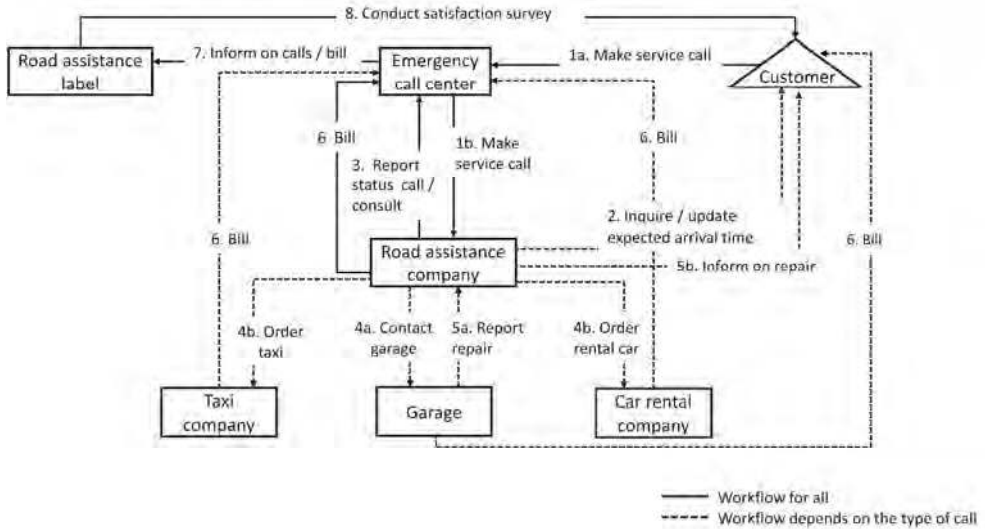 8. Conduct satisfaction survey
Road assistance
label
7. Inform on calls / bill
Emergency
call center
1a. Make service call
Customer
6 Bill
1b. Make
service call
6. Bill
3. Report
status call /
consult
2. Inquire / update
expected arrival time
6. Bill
6. Bill
Road assistance
company
5b. Inform on repair
4b. Order
taxi
4a. Contact
garage
5a. Report
repair
4b. Order
rental car
Taxi
company
Garage
Car rental
company
Workflow for all
Workflow depends on the type of call